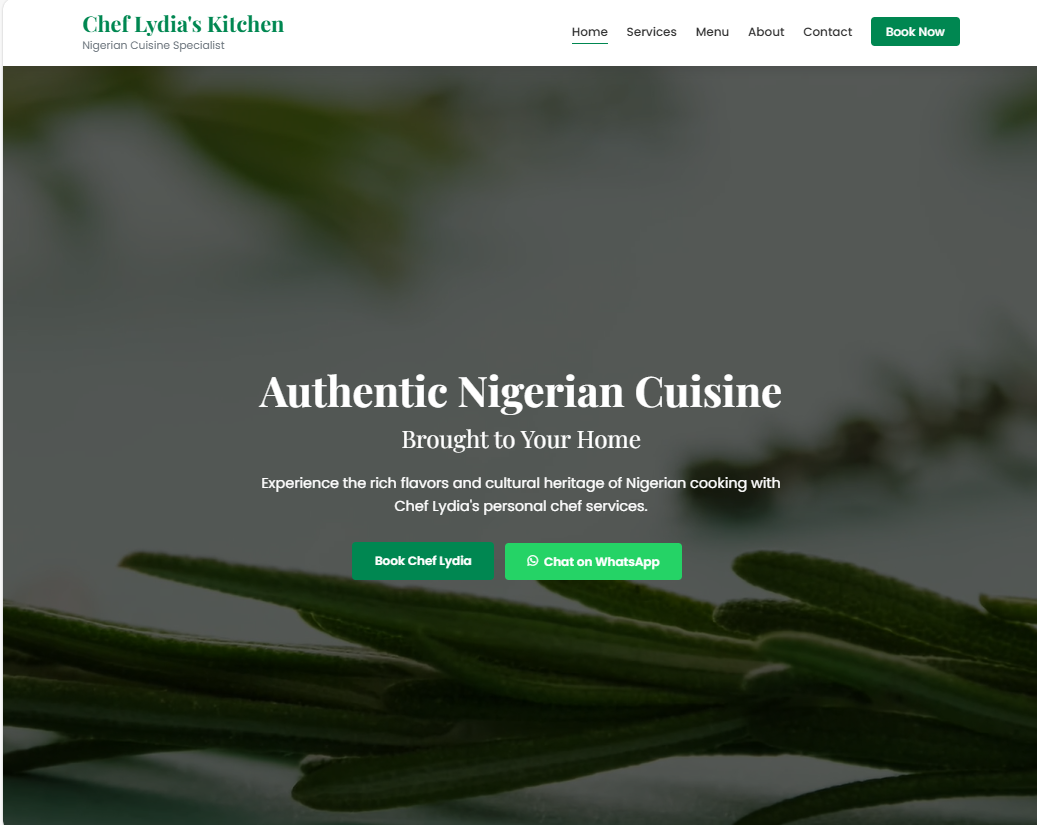 Chef Lydia's Kitchen
Nigerian Cuisine Specialist
Home
Services
Menu
About
Contact
Book Now
Authentic Nigerian Cuisine
Brought to Your Home
Experience the rich flavors and cultural heritage of Nigerian cooking with
Chef Lydia's personal chef services.
Book Chef Lydia
Chat on WhatsApp